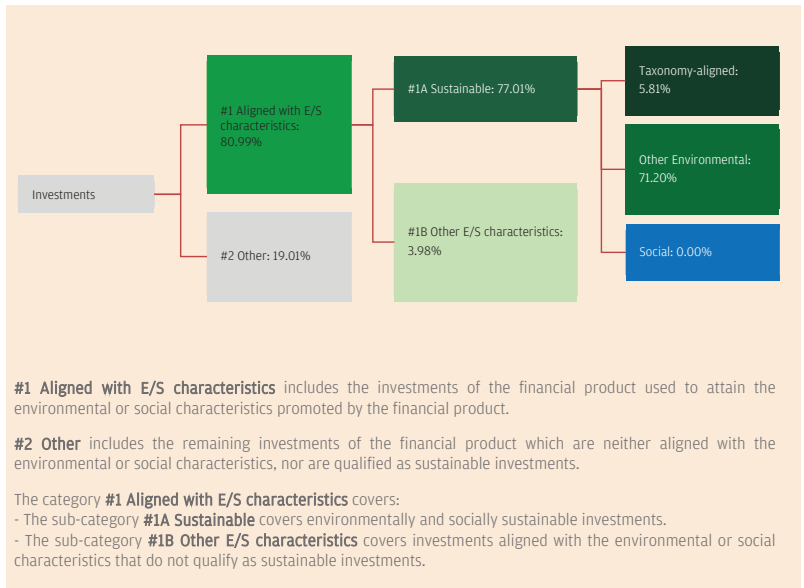 Investments
#1 Aligned with E/S
characteristics:
80.99%
#2 Other: 19.01%
#1A Sustainable: 77.01%
#1B Other E/S characteristics:
3.98%
Taxonomy-aligned:
5.81%
Other Environmental:
71.20%
Social: 0.00%
#1 Aligned with E/S characteristics includes the investments of the financial product used to attain the
environmental or social characteristics promoted by the financial product.
#2 Other includes the remaining investments of the financial product which are neither aligned with the
environmental or social characteristics, nor are qualified as sustainable investments.
The category #1 Aligned with E/S characteristics covers:
- The sub-category #1A Sustainable covers environmentally and socially sustainable investments.
- The sub-category #1B Other E/S characteristics covers investments aligned with the environmental or social
characteristics that do not qualify as sustainable investments.